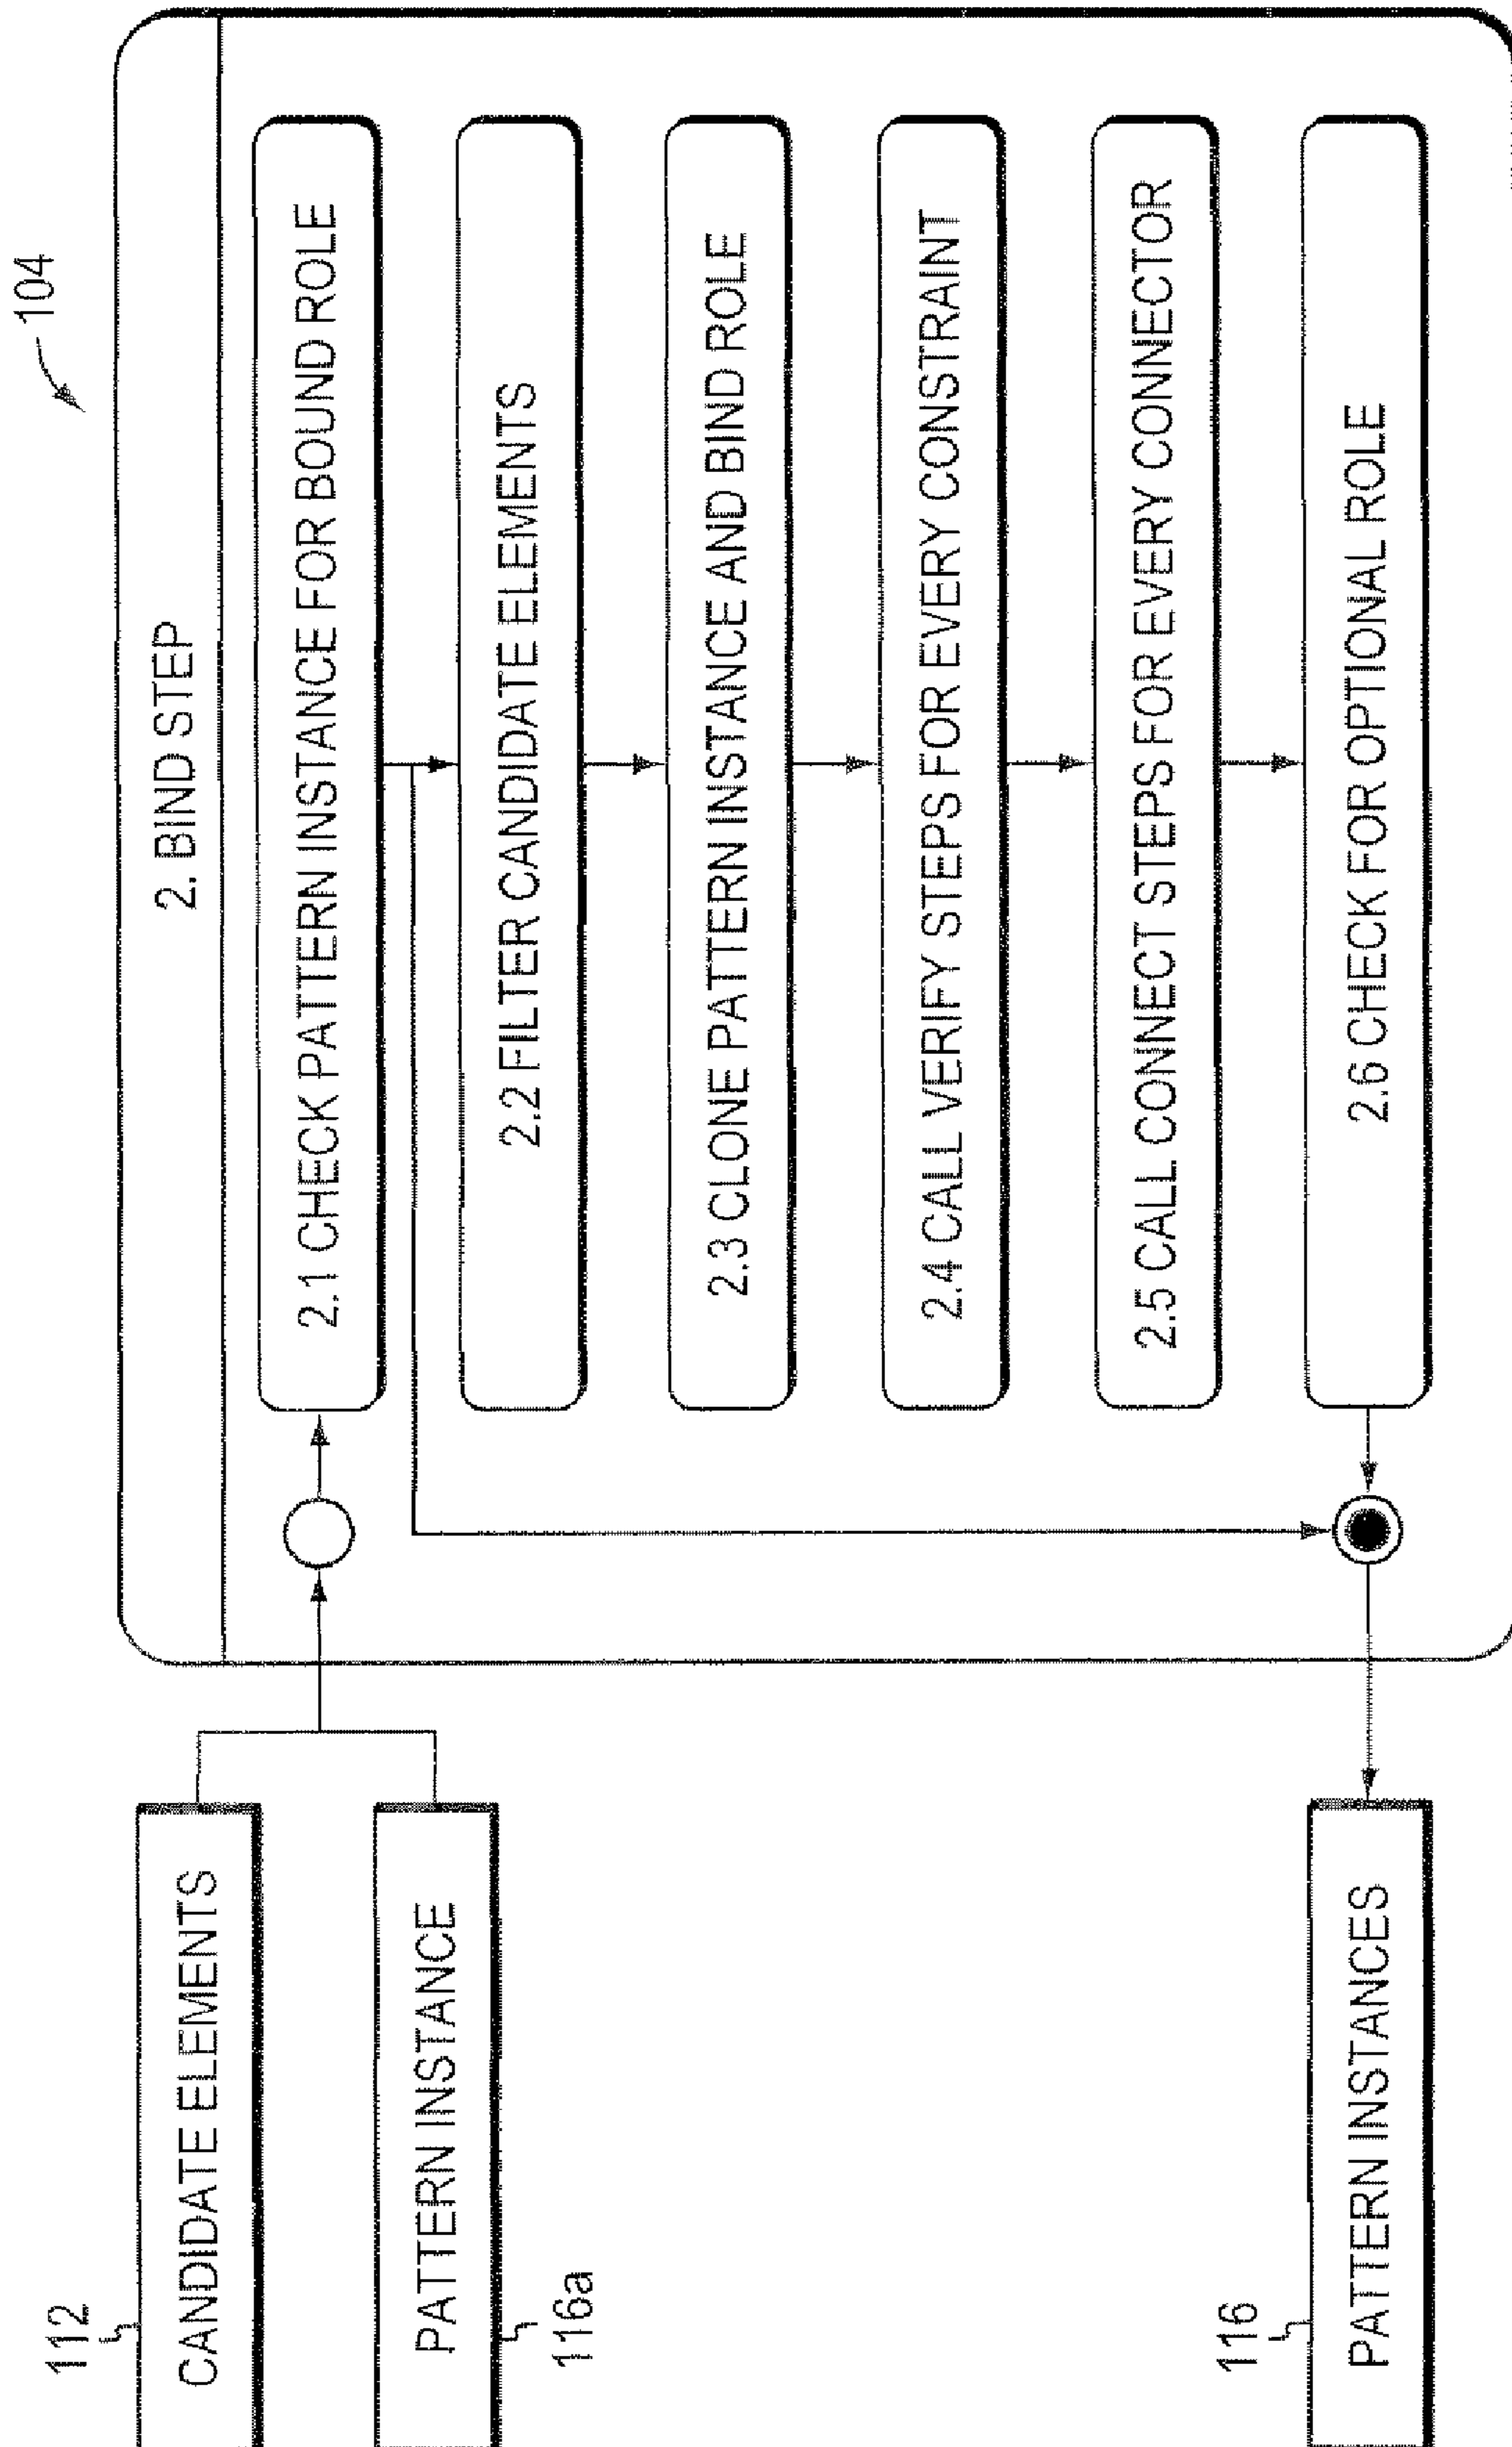 104
2. BIND STEP
112
CANDIDATE ELEMENTS
PATTERN INSTANCE
116a
2.1 CHECK PATTERN INSTANCE FOR BOUND ROLE
2.2 FILTER CANDIDATE ELEMENTS
2.3 CLONE PATTERN INSTANCE AND BIND ROLE
2.4 CALL VERIFY STEPS FOR EVERY CONSTRAINT
2.5 CALL CONNECT STEPS FOR EVERY CONNECTOR
2.6 CHECK FOR OPTIONAL ROLE
116
PATTERN INSTANCES